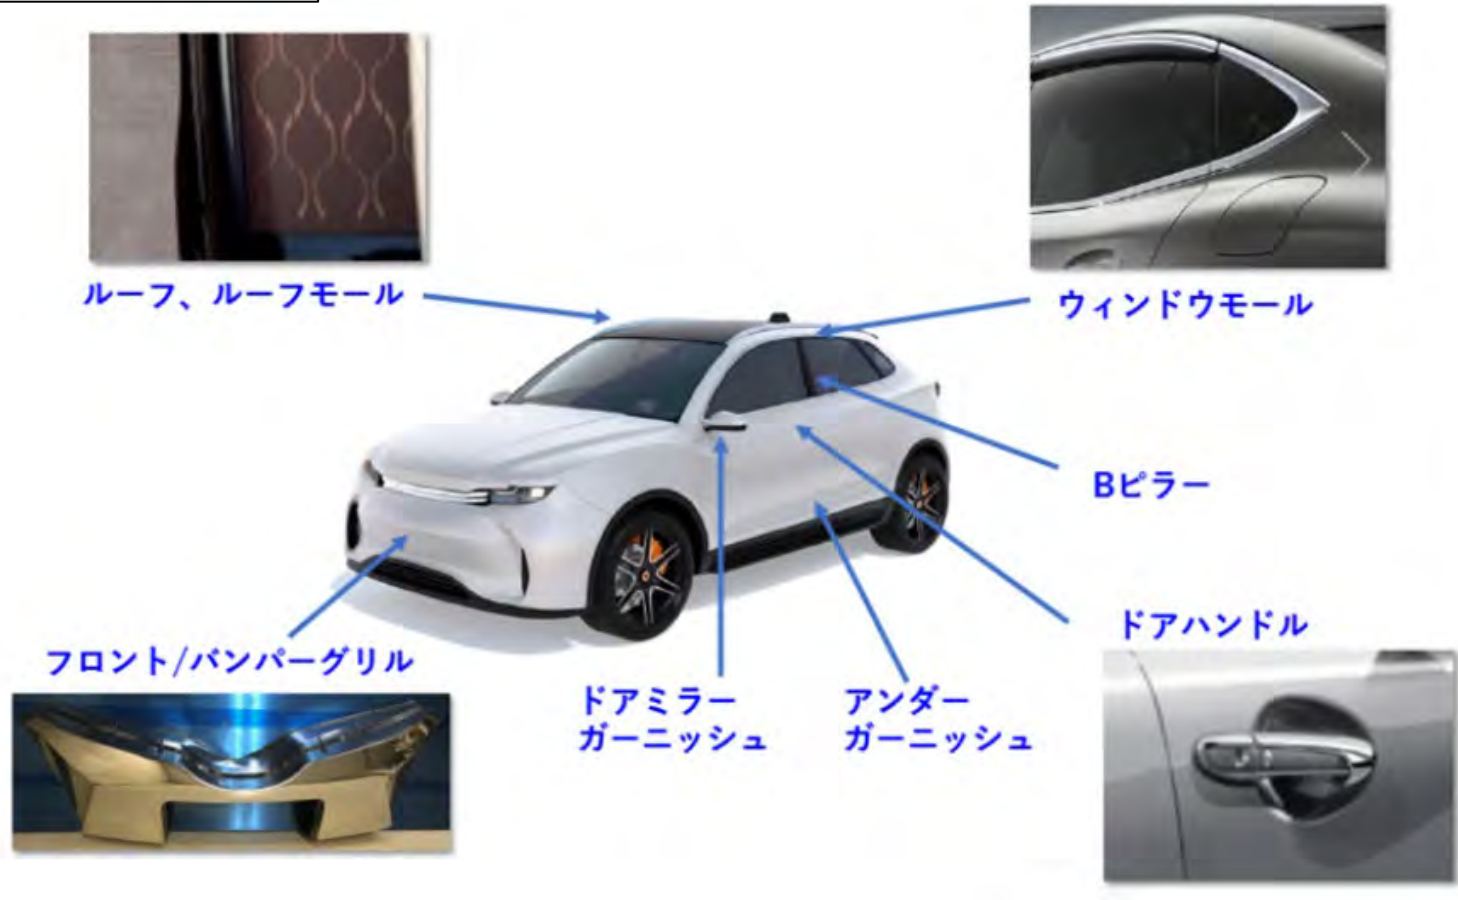 ルーフ、ルーフモール
ウィンドウモール
Bピラー
ドアハンドル
フロント/バンパーグリル
ドアミラー
ガーニッシュ
アンダー
ガーニッシュ